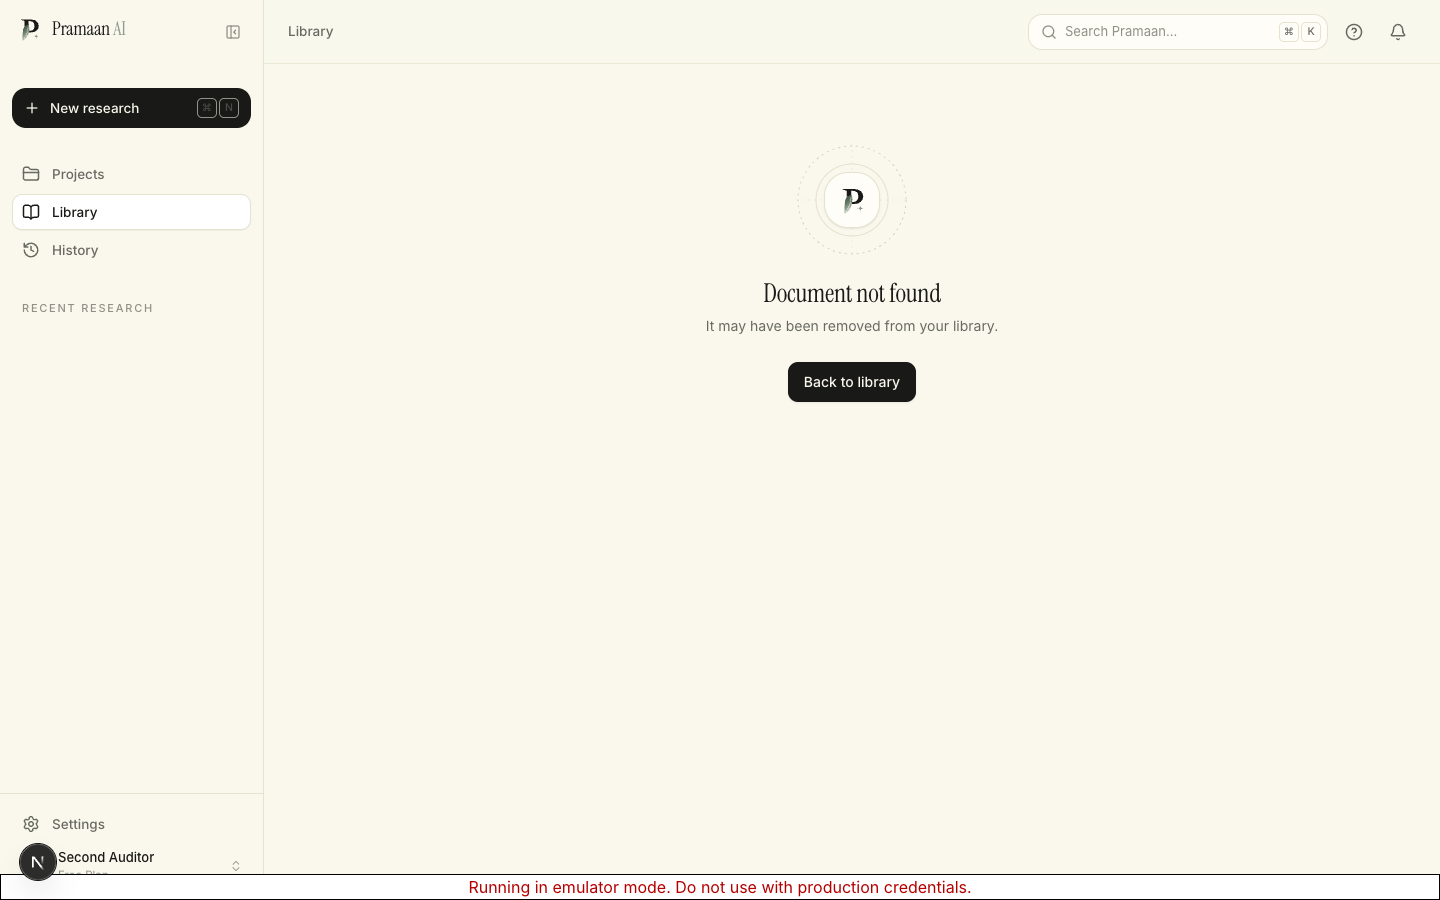 Pramaan AI
Library
Search Pramaan...
⌘ K
New research
⌘ N
Projects
Library
History
RECENT RESEARCH
P
Document not found
It may have been removed from your library.
Back to library
Settings
N
Second Auditor
Free Plan
Running in emulator mode. Do not use with production credentials.